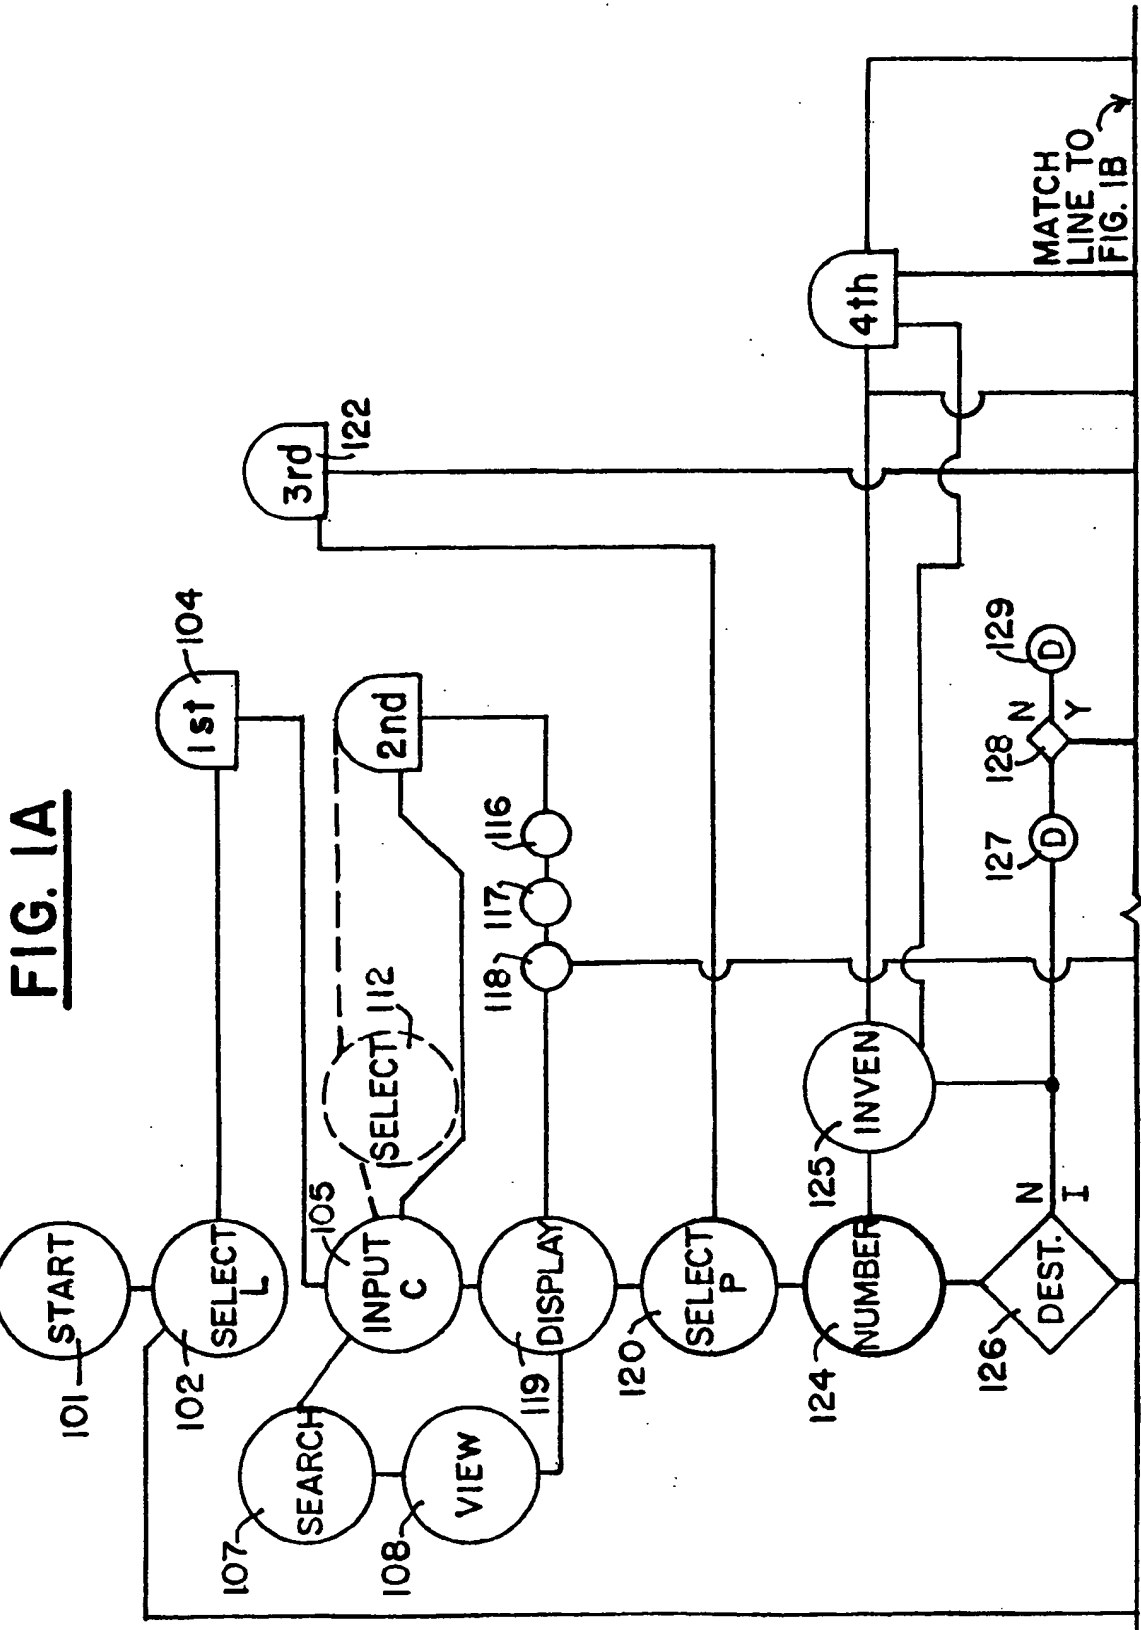 FIG. 1A
101
START
102
SELECT
L
1st
104
107
SEARCH
105
INPUT
C
SELECT
112
2nd
3rd
122
108
VIEW
119
DISPLAY
118
117
116
120
SELECT
P
124
NUMBER
125
INVEN
4th
126
DEST.
N
I
127
D
128
N
Y
129
D
MATCH
LINE TO
FIG. 1B